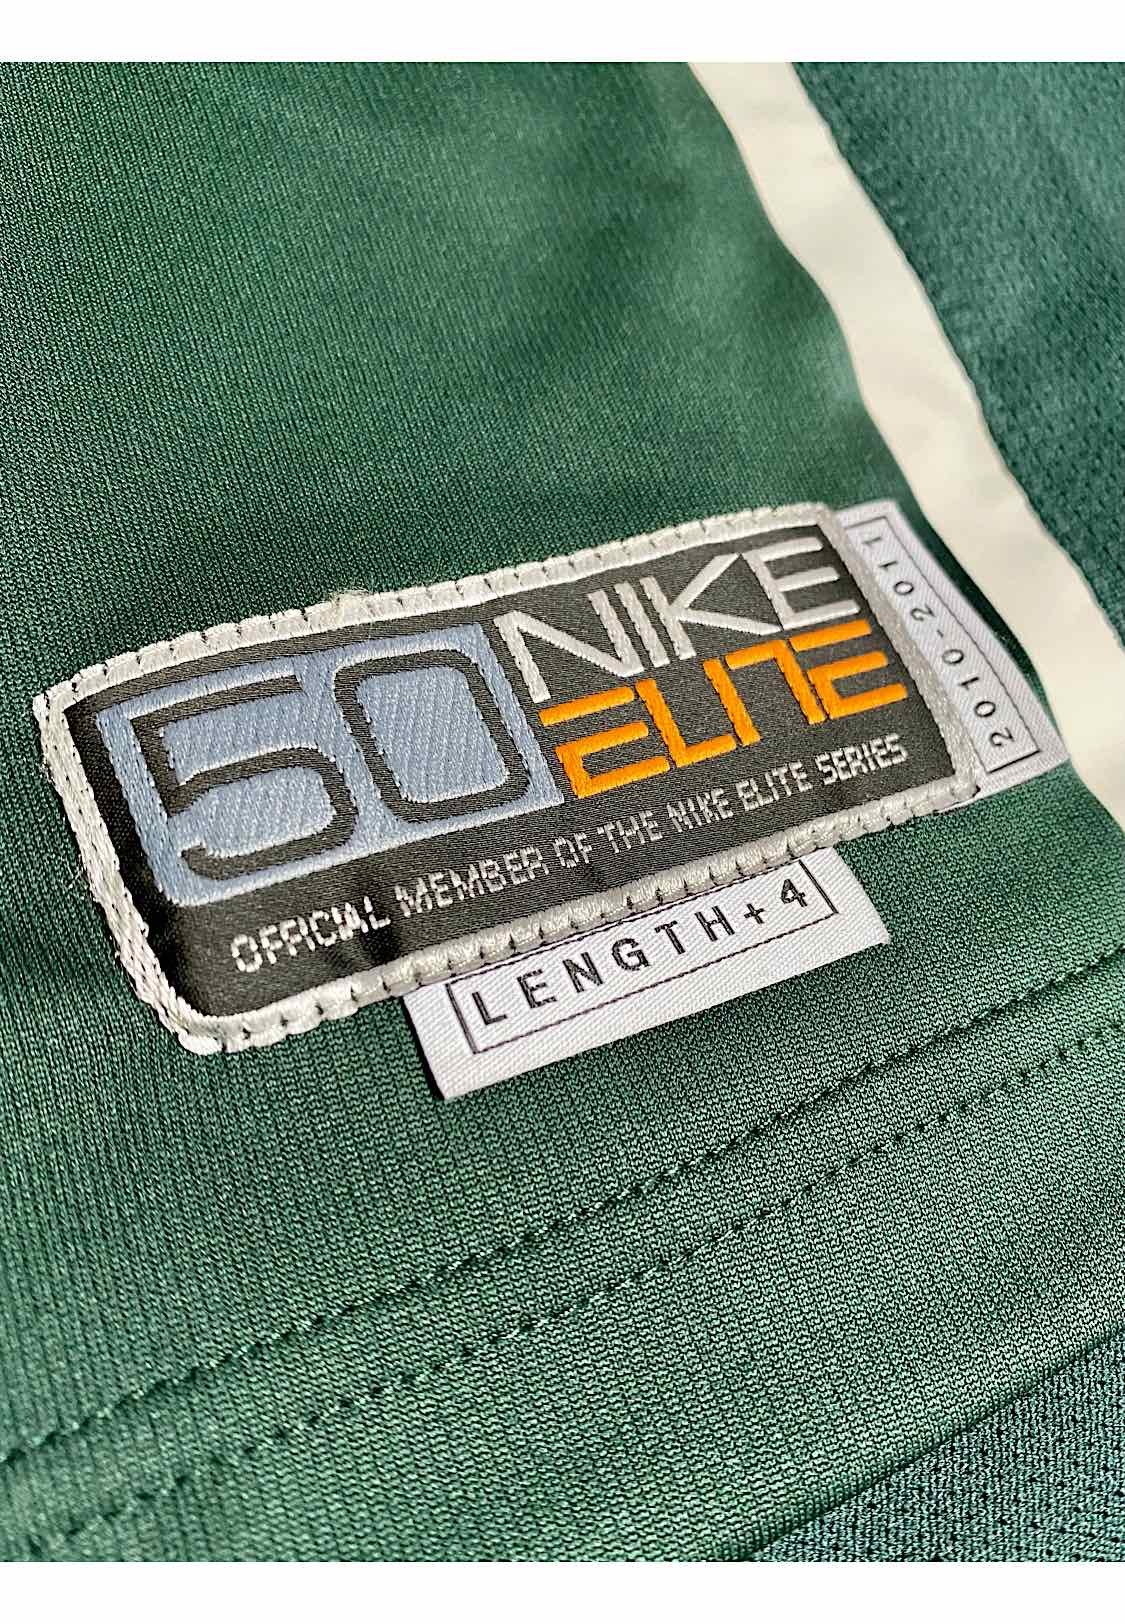 50
NIKE
ELITE
OFFICIAL MEMBER OF THE NIKE ELITE SERIES
2010-2011
LENGTH+4